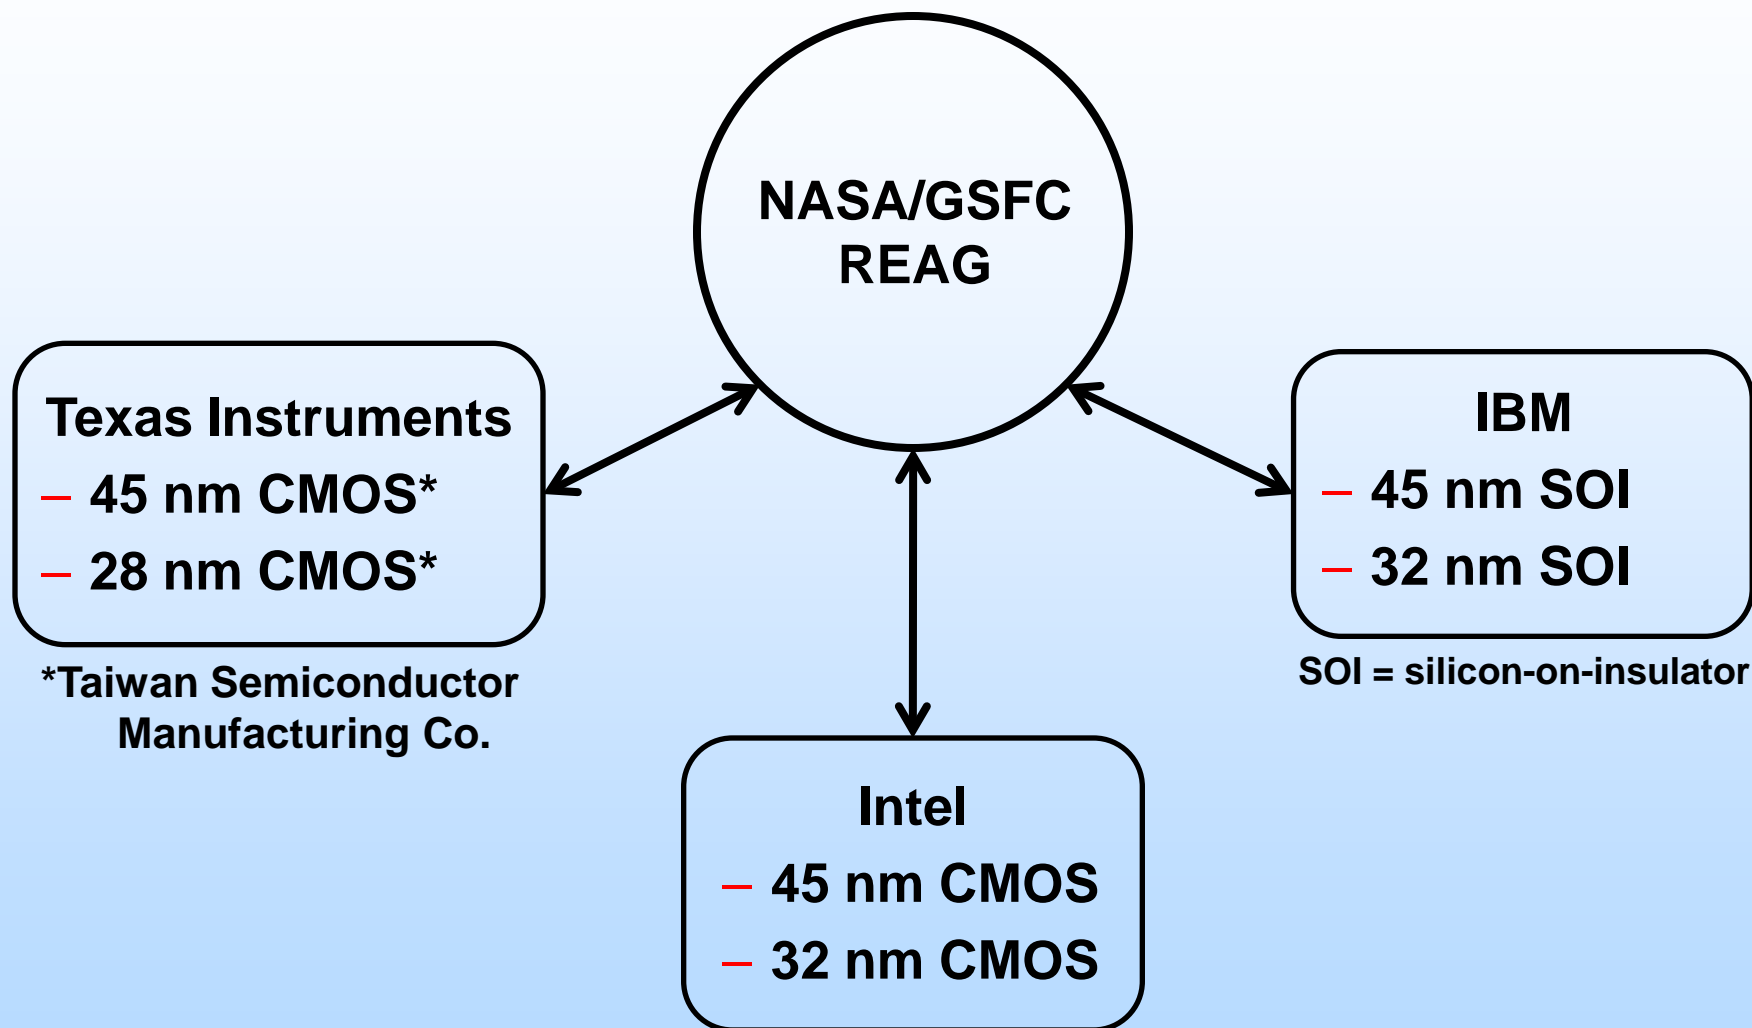 NASA/GSFC
REAG
Texas Instruments
– 45 nm CMOS*
– 28 nm CMOS*
*Taiwan Semiconductor
Manufacturing Co.
IBM
– 45 nm SOI
– 32 nm SOI
SOI = silicon-on-insulator
Intel
– 45 nm CMOS
– 32 nm CMOS